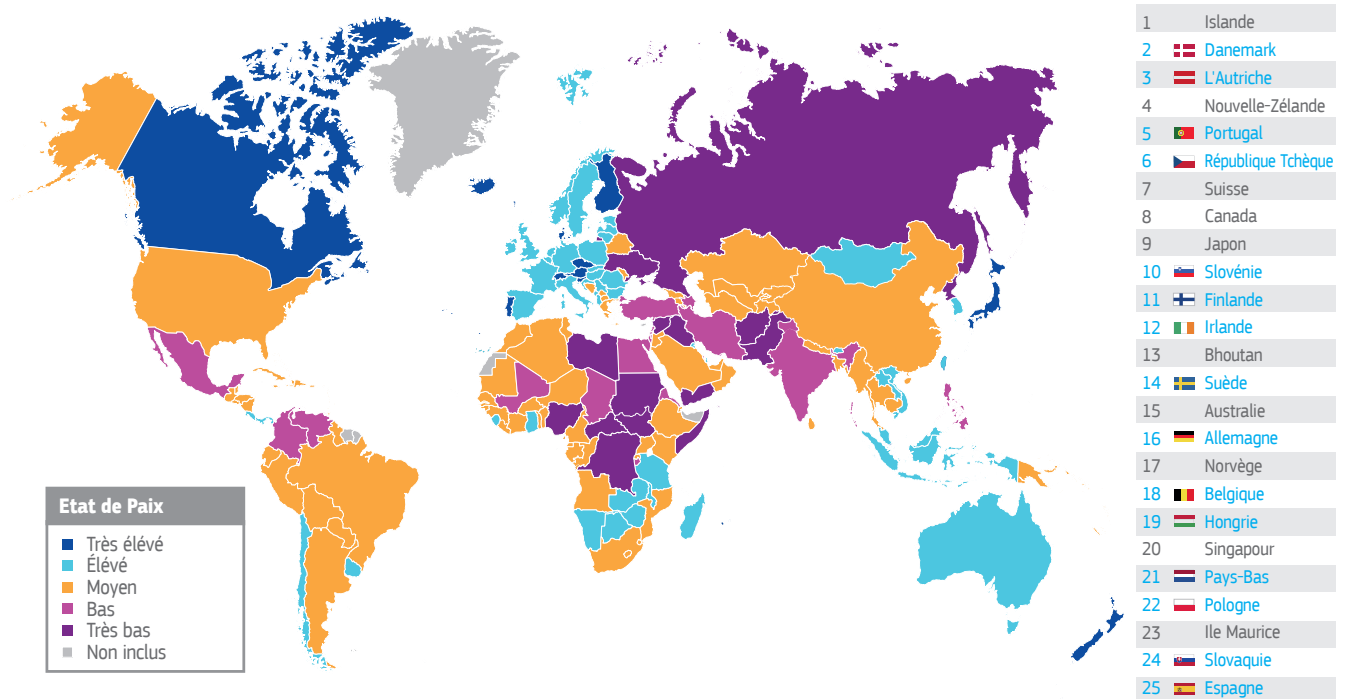 Etat de Paix
Très élévé
Élévé
Moyen
Bas
Très bas
Non inclus
1 Islande
2 Danemark
3 L'Autriche
4 Nouvelle-Zélande
5 Portugal
6 République Tchèque
7 Suisse
8 Canada
9 Japon
10 Slovénie
11 Finlande
12 Irlande
13 Bhoutan
14 Suède
15 Australie
16 Allemagne
17 Norvège
18 Belgique
19 Hongrie
20 Singapour
21 Pays-Bas
22 Pologne
23 Ile Maurice
24 Slovaquie
25 Espagne